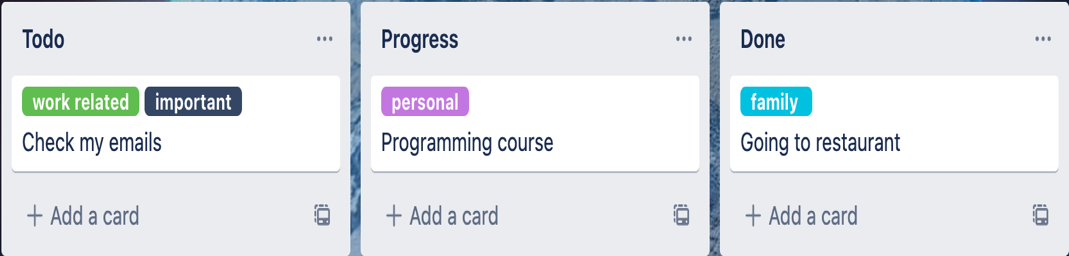 Todo
work related important
Check my emails
+ Add a card
Progress
personal
Programming course
+ Add a card
Done
family
Going to restaurant
+ Add a card